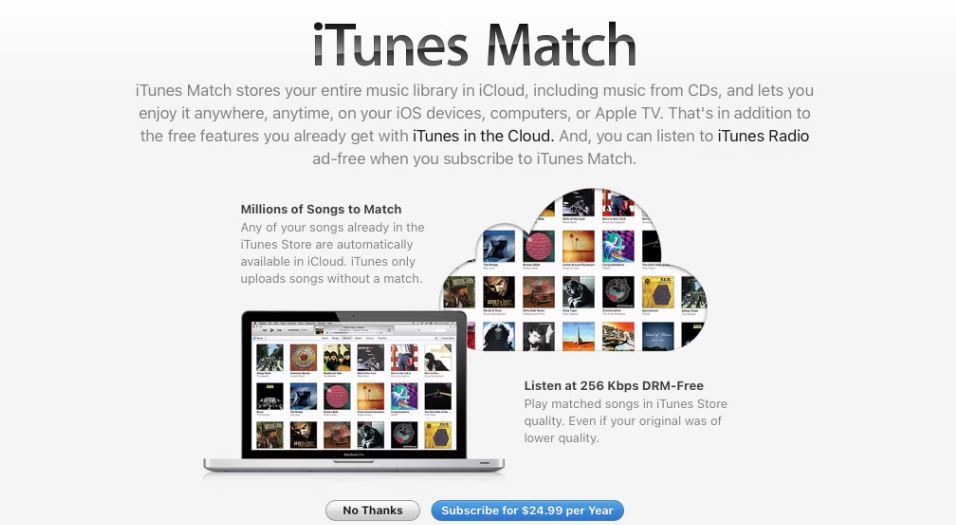 iTunes Match
iTunes Match stores your entire music library in iCloud, including music from CDs, and lets you
enjoy it anywhere, anytime, on your iOS devices, computers, or Apple TV. That's in addition to
the free features you already get with iTunes in the Cloud. And, you can listen to iTunes Radio
ad-free when you subscribe to iTunes Match.
Millions of Songs to Match
Any of your songs already in the
iTunes Store are automatically
available in iCloud. iTunes only
uploads songs without a match.
Listen at 256 Kbps DRM-Free
Play matched songs in iTunes Store
quality. Even if your original was of
lower quality.
MacBook Pro
No Thanks
Subscribe for $24.99 per Year